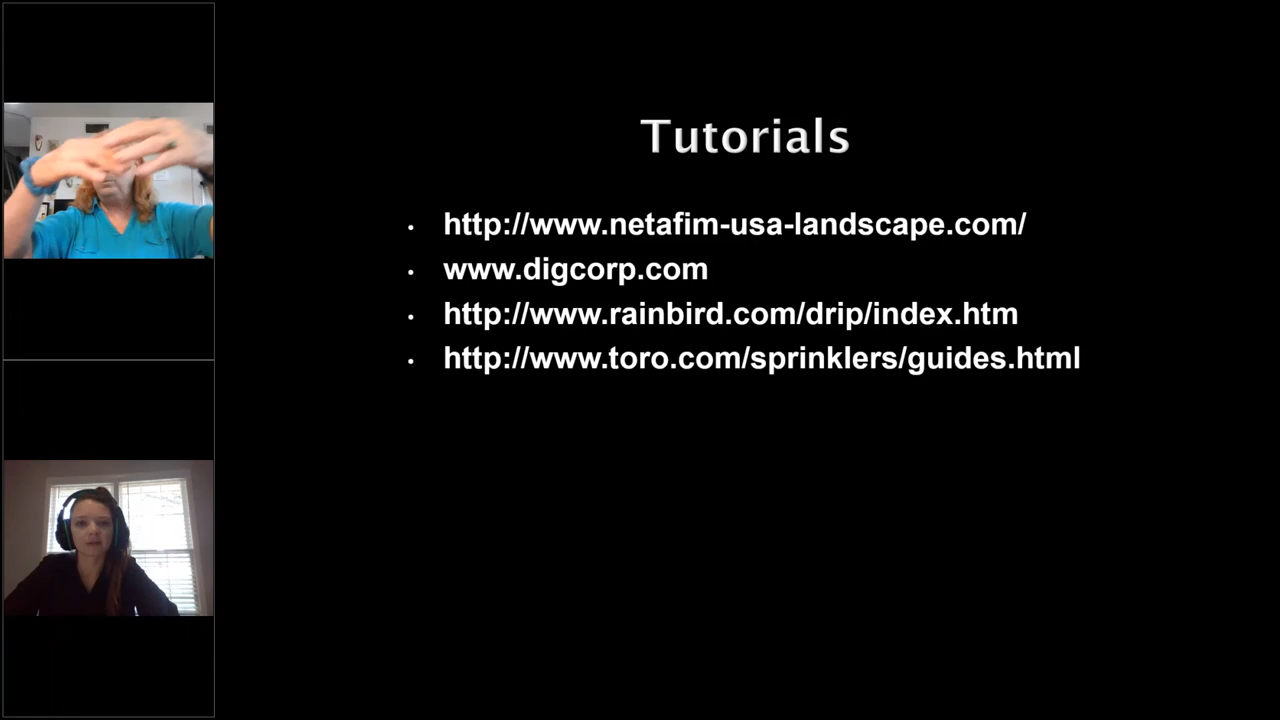 Tutorials
http://www.netafim-usa-landscape.com/
www.digcorp.com
http://www.rainbird.com/drip/index.htm
http://www.toro.com/sprinklers/guides.html